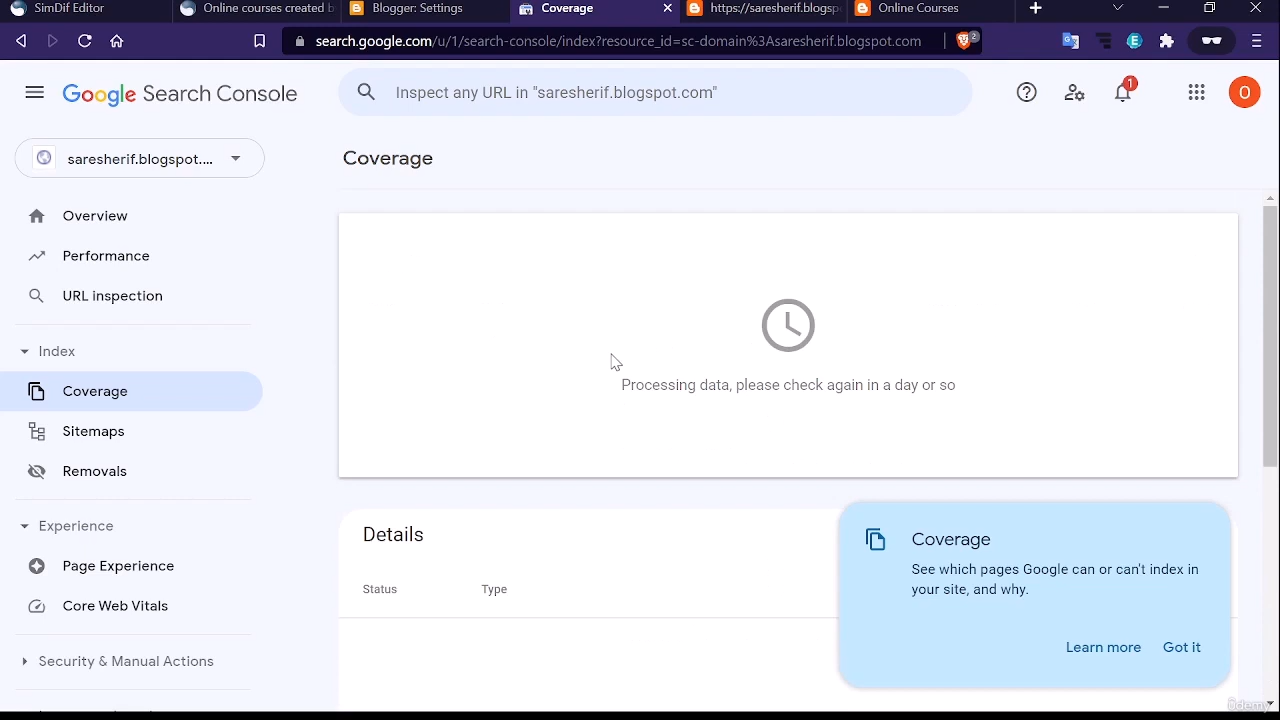 SimDif Editor
Online courses created b
Blogger: Settings
Coverage
https://saresherif.blogsp
Online Courses
search.google.com/u/1/search-console/index?resource_id=sc-domain%3Asaresherif.blogspot.com
2
E
Google Search Console
Inspect any URL in "saresherif.blogspot.com"
1
O
saresherif.blogspot....
Coverage
Overview
Performance
URL inspection
Index
Coverage
Sitemaps
Removals
Experience
Page Experience
Core Web Vitals
Security & Manual Actions
Processing data, please check again in a day or so
Details
Status
Type
Coverage
See which pages Google can or can't index in
your site, and why.
Learn more
Got it
Udemy